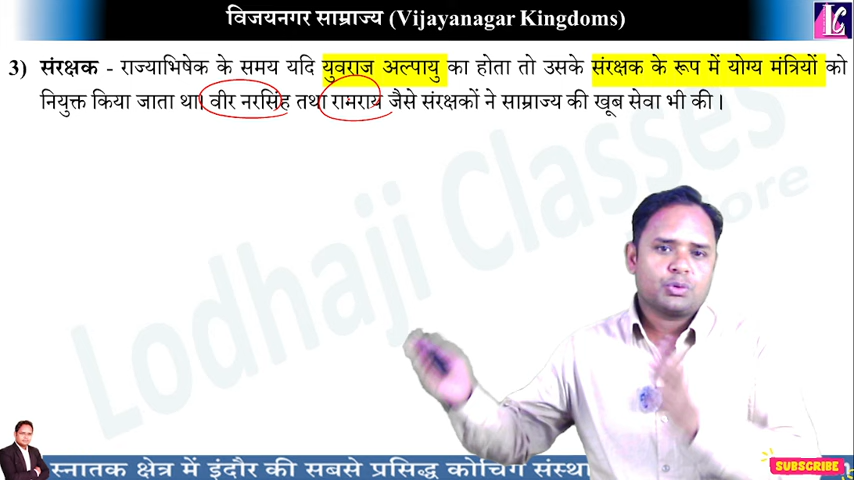 विजयनगर साम्राज्य (Vijayanagar Kingdoms)
LC
3) संरक्षक - राज्याभिषेक के समय यदि युवराज अल्पायु का होता तो उसके संरक्षक के रूप में योग्य मंत्रियों को
नियुक्त किया जाता था। वीर नरसिंह तथा रामराय जैसे संरक्षकों ने साम्राज्य की खूब सेवा भी की ।
Lodhaji Classes
स्नातक क्षेत्र में इंदौर की सबसे प्रसिद्ध कोचिंग संस्था
SUBSCRIBE